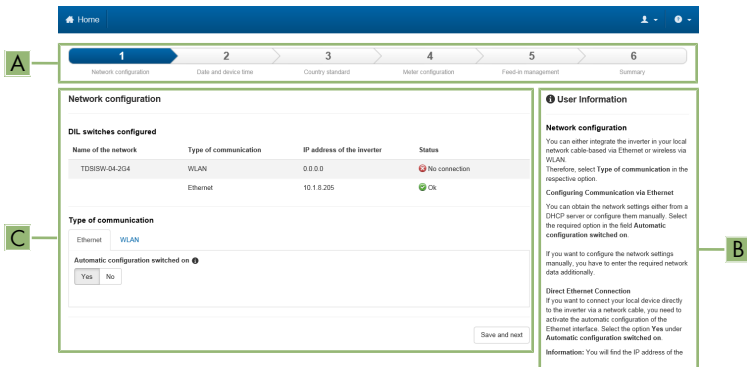 Home
A
1 2 3 4 5 6
Network configuration Date and device time Country standard Meter configuration Feed-in management Summary
Network configuration
DIL switches configured
Name of the network Type of communication IP address of the inverter Status
TDSISW-04-2G4 WLAN 0.0.0.0 No connection
Ethernet 10.1.8.205 Ok
Type of communication
C
Ethernet WLAN
Automatic configuration switched on
Yes No
Save and next
User Information
Network configuration
You can either integrate the inverter in your local
network cable-based via Ethernet or wireless via
WLAN.
Therefore, select Type of communication in the
respective option.
Configuring Communication via Ethernet
You can obtain the network settings either from a
DHCP server or configure them manually. Select
the required option in the field Automatic
configuration switched on.
B
If you want to configure the network settings
manually, you have to enter the required network
data additionally.
Direct Ethernet Connection
If you want to connect your local device directly
to the inverter via a network cable, you need to
activate the automatic configuration of the
Ethernet interface. Select the option Yes under
Automatic configuration switched on.
Information: You will find the IP address of the